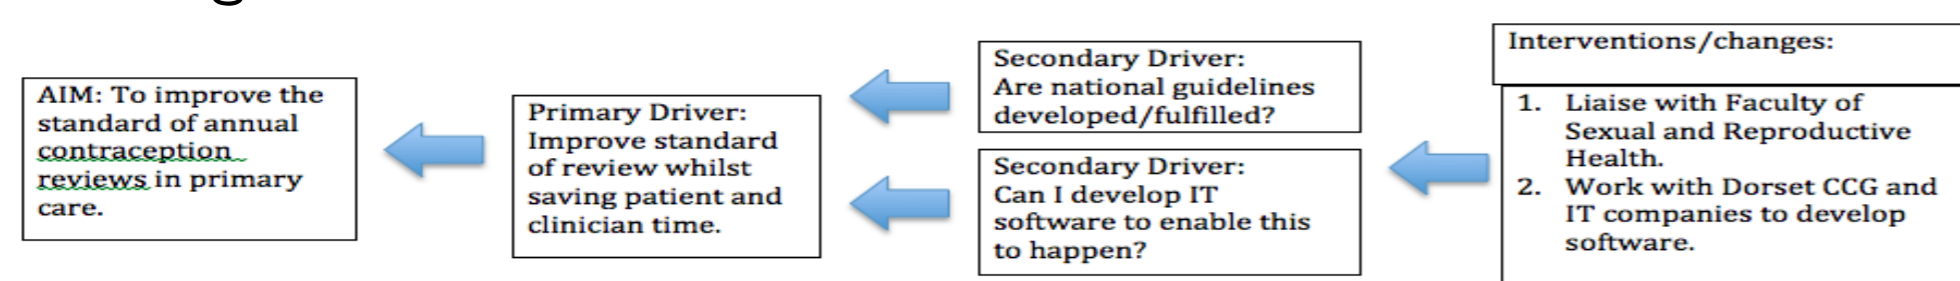 AIM: To improve the
standard of annual
contraception
reviews in primary
care.
Primary Driver:
Improve standard
of review whilst
saving patient and
clinician time.
Secondary Driver:
Are national guidelines
developed/fulfilled?
Secondary Driver:
Can I develop IT
software to enable this
to happen?
Interventions/changes:
1. Liaise with Faculty of
Sexual and Reproductive
Health.
2. Work with Dorset CCG and
IT companies to develop
software.